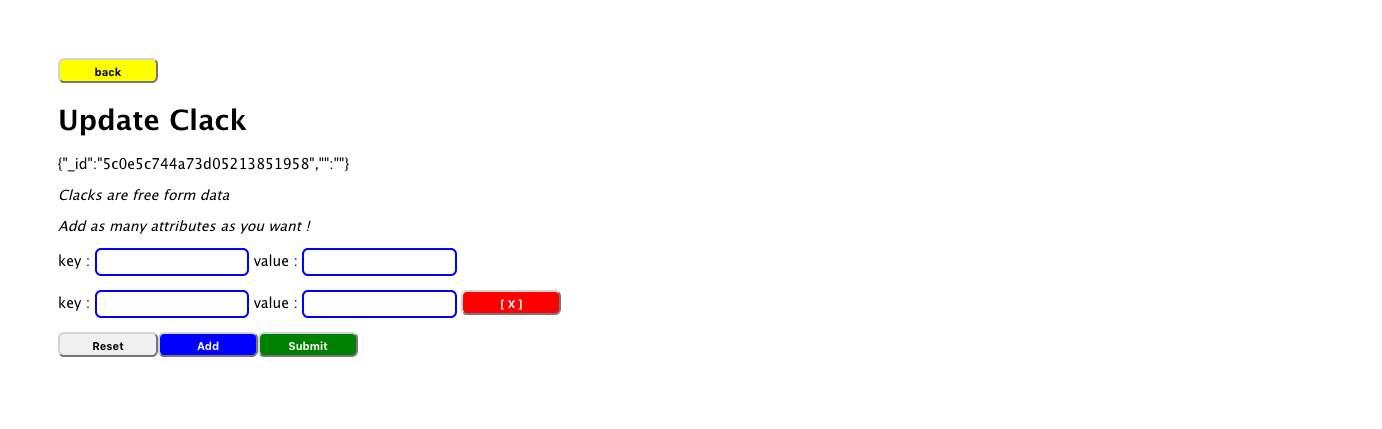 back
Update Clack
{"_id":"5c0e5c744a73d05213851958","":""}
Clacks are free form data
Add as many attributes as you want !
key : value :
key : value : [ X ]
Reset Add Submit